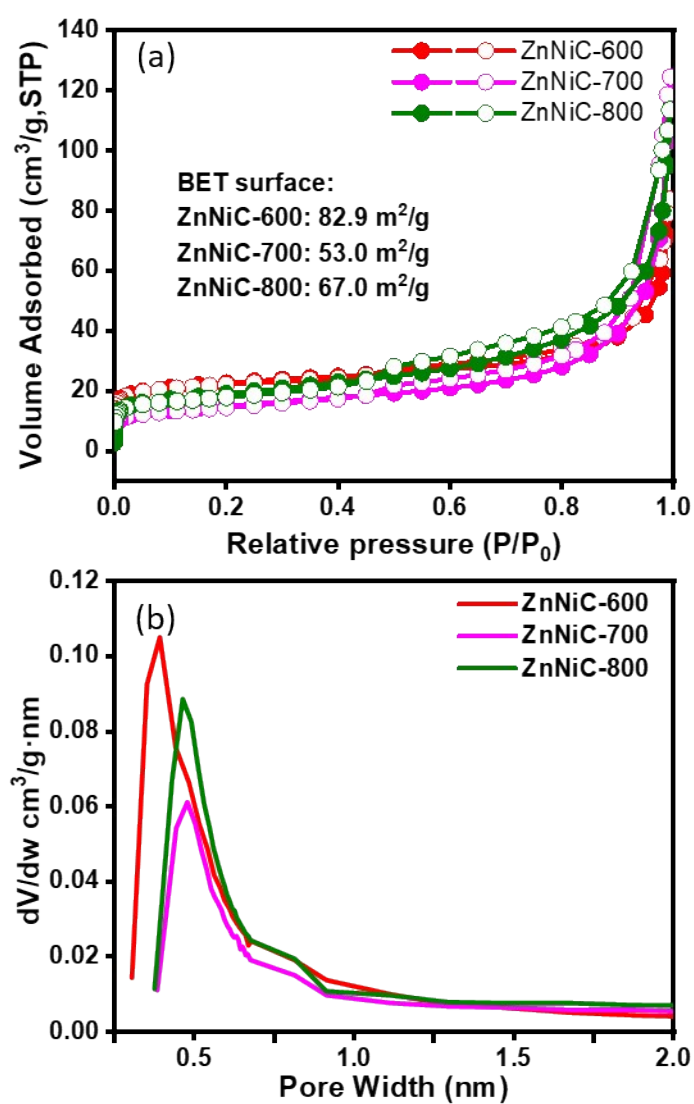 (a)
ZnNiC-600
ZnNiC-700
ZnNiC-800
BET surface:
ZnNiC-600: 82.9 m²/g
ZnNiC-700: 53.0 m²/g
ZnNiC-800: 67.0 m²/g
140
120
100
80
60
40
20
0
Volume Adsorbed (cm³/g,STP)
0.0 0.2 0.4 0.6 0.8 1.0
Relative pressure (P/P₀)
(b)
ZnNiC-600
ZnNiC-700
ZnNiC-800
0.12
0.10
0.08
0.06
0.04
0.02
0.00
dV/dw cm³/g·nm
0.5 1.0 1.5 2.0
Pore Width (nm)